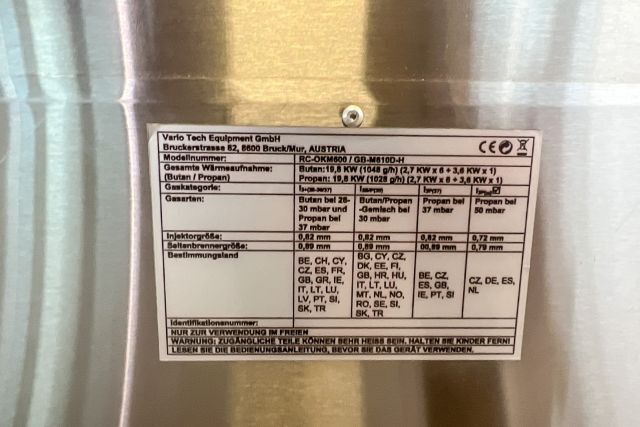 Vario Tech Equipment GmbH
Bruckerstrasse 82, 8600 Bruck/Mur, AUSTRIA
CE
Modellnummer: RC-OKM600 / GB-M610D-H
Gesamte Wärmeaufnahme: Butan:19,8 KW (1048 g/h) (2,7 KW x 6 + 3,6 KW x 1)
(Butan / Propan) Propan: 19,8 KW (1028 g/h) (2,7 KW x 6 + 3,6 KW x 1)
Gaskategorie:
Gasarten: Butan bei 28- Butan/Propan Propan bei Propan bei
30 mbar und -Gemisch bei 37 mbar 50 mbar
Propan bei 30 mbar
37 mbar
Injektorgröße: 0,82 mm 0,82 mm 0,82 mm 0,72 mm
Seitenbrennergröße: 0,89 mm 0,89 mm 00,89 mm 0,79 mm
Bestimmungsland BE, CH, CY, BG, CY, CZ, BE, CZ, CZ, DE, ES,
CZ, ES, FR, DK, EE, FI, ES, GB, NL
GB, GR, IE, GB, HR, HU, IE, PT, SI
IT, LT, LU, IT, LT, LU,
LV, PT, SI, MT, NL, NO,
SK, TR RO, SE, SI,
SK, TR
Identifikationsnummer:
NUR ZUR VERWENDUNG IM FREIEN
WARNUNG: ZUGÄNGLICHE TEILE KÖNNEN SEHR HEISS SEIN. HALTEN SIE KINDER FERN!
LESEN SIE DIE BEDIENUNGSANLEITUNG, BEVOR SIE DAS GERÄT VERWENDEN.